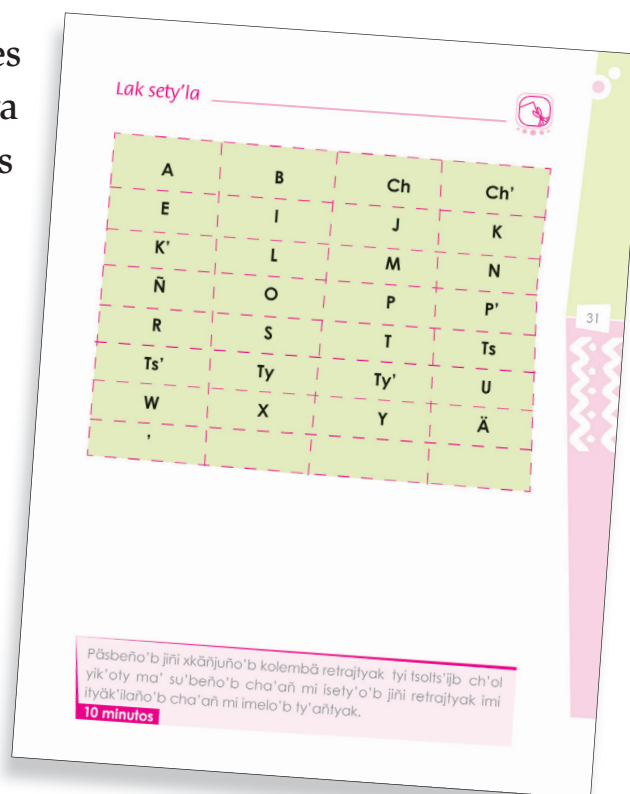 es
a
s
Lak sety'la
A B Ch Ch'
E I J K
K' L M N
Ñ O P P'
R S T Ts
Ts' Ty Ty' U
W X Y Ä
'
31
Päsbeño'b jiñi xkäñjuño'b kolembä retrajtyak tyi tsolts'ijb ch'ol
yik'oty ma' su'beño'b cha'añ mi isety'o'b jiñi retrajtyak imi
ityäk'ilaño'b cha'añ mi imelo'b ty'añtyak.
10 minutos